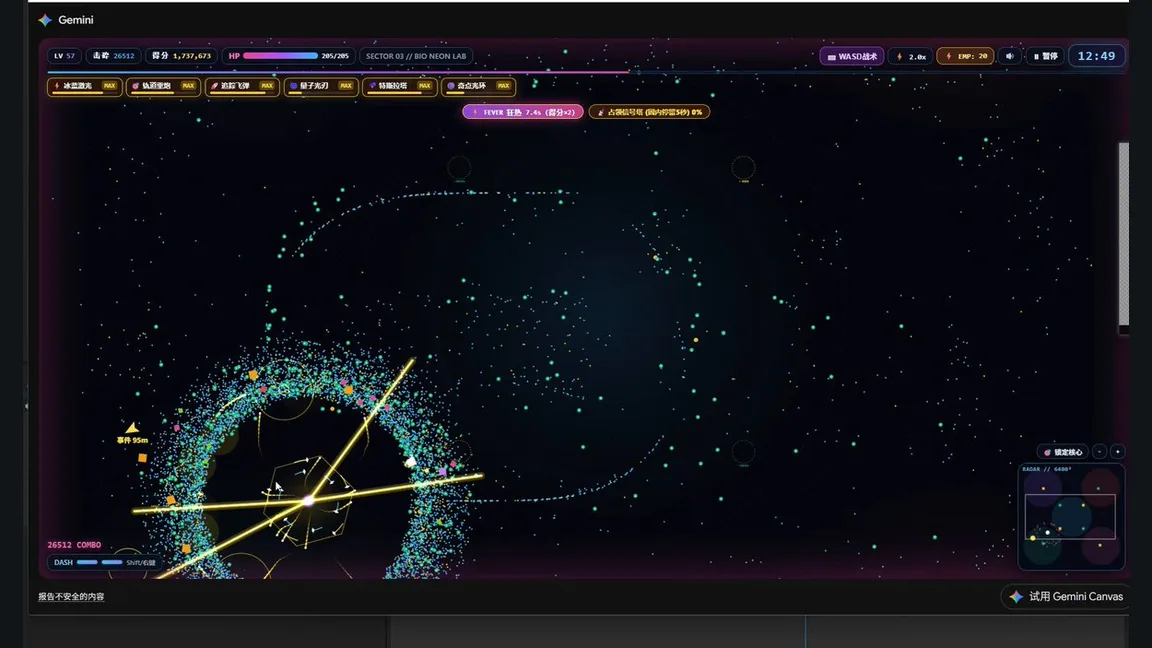 Gemini
LV 57
击碎 26512
得分 1,737,673
HP 205/205
SECTOR 03 // BIO NEON LAB
WASD战术
2.0x
EMP: 20
暂停
12:49
冰蓝激光 MAX
轨道重炮 MAX
追踪飞弹 MAX
量子光刃 MAX
特斯拉塔 MAX
奇点光环 MAX
FEVER 狂热 7.4s (得分×2)
占领信号塔 (圈内停留5秒) 0%
事件 95m
锁定核心
-
+
RADAR // 6400²
26512 COMBO
DASH Shift/右键
报告不安全的内容
试用 Gemini Canvas